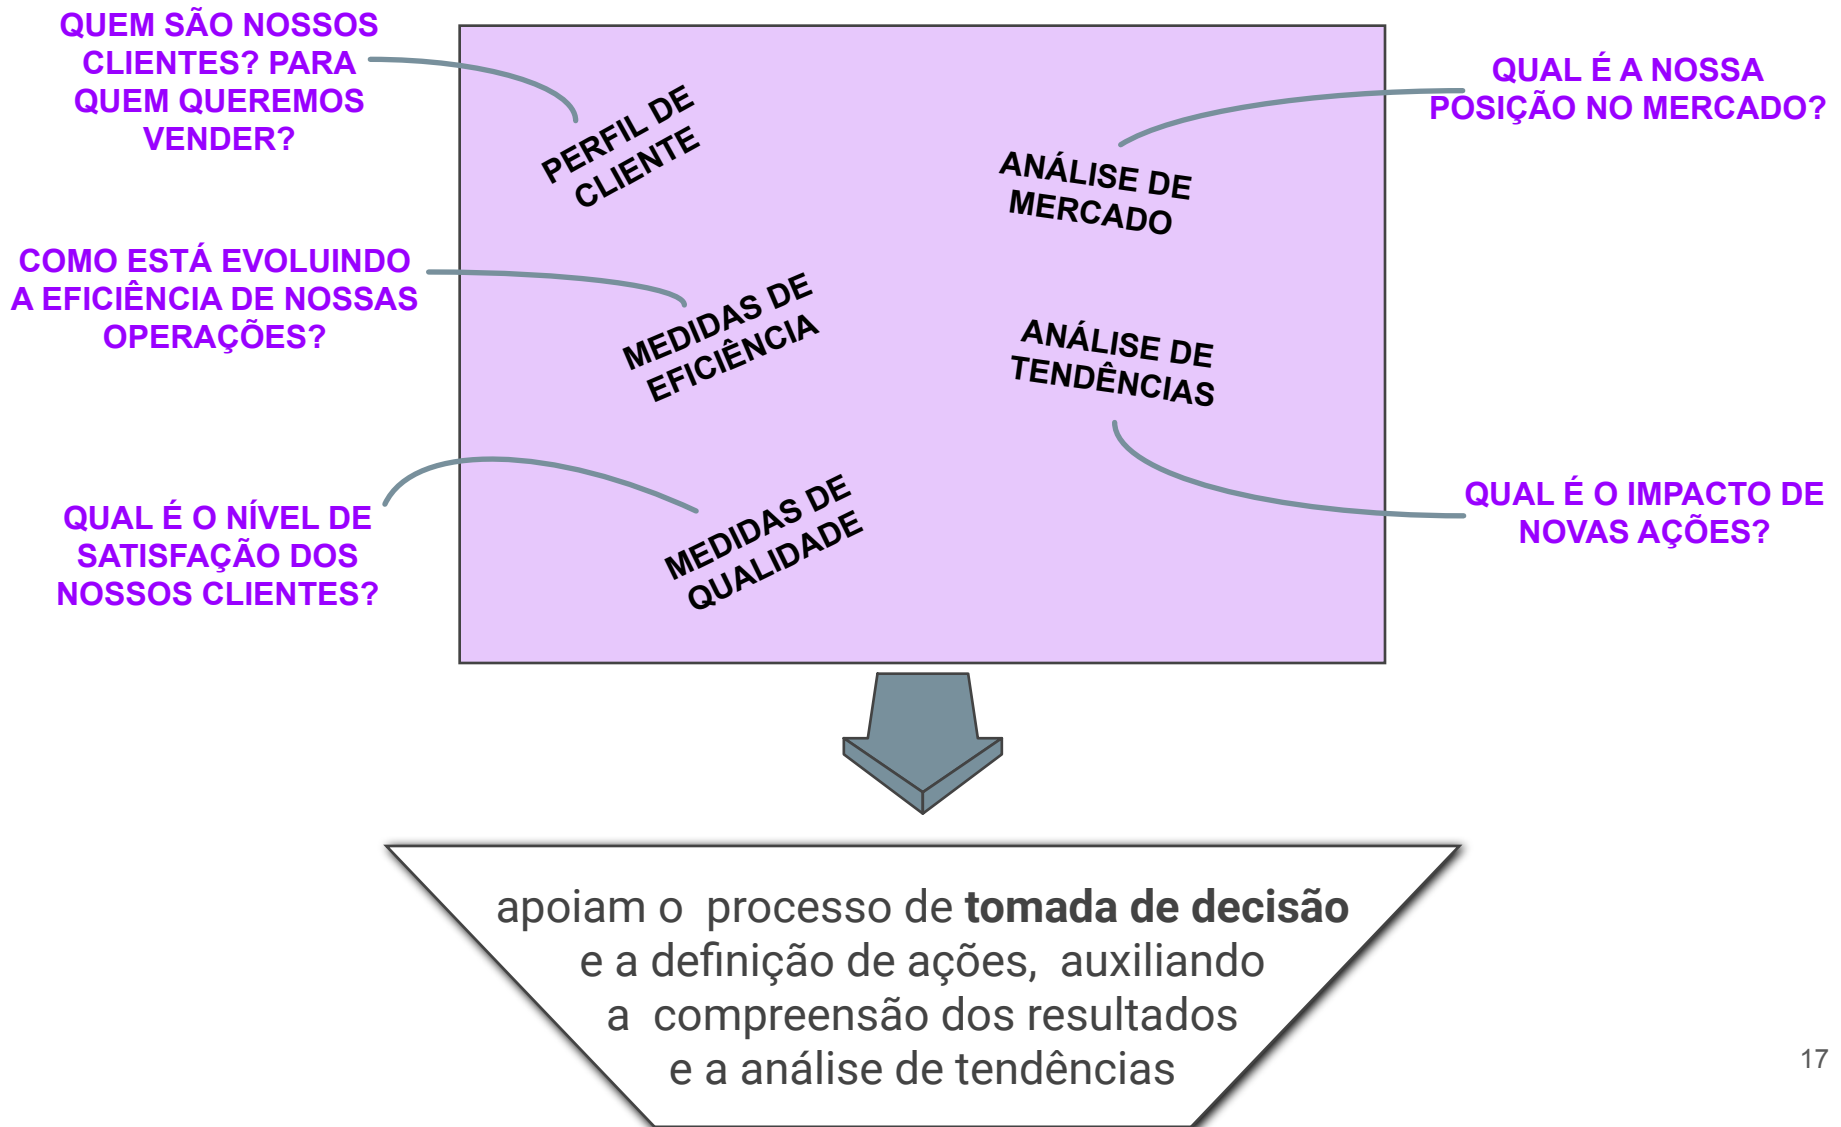 QUEM SÃO NOSSOS
CLIENTES? PARA
QUEM QUEREMOS
VENDER?
PERFIL DE
CLIENTE
QUAL É A NOSSA
POSIÇÃO NO MERCADO?
ANÁLISE DE
MERCADO
COMO ESTÁ EVOLUINDO
A EFICIÊNCIA DE NOSSAS
OPERAÇÕES?
MEDIDAS DE
EFICIÊNCIA
ANÁLISE DE
TENDÊNCIAS
QUAL É O NÍVEL DE
SATISFAÇÃO DOS
NOSSOS CLIENTES?
MEDIDAS DE
QUALIDADE
QUAL É O IMPACTO DE
NOVAS AÇÕES?
apoiam o processo de tomada de decisão
e a definição de ações, auxiliando
a compreensão dos resultados
e a análise de tendências
17